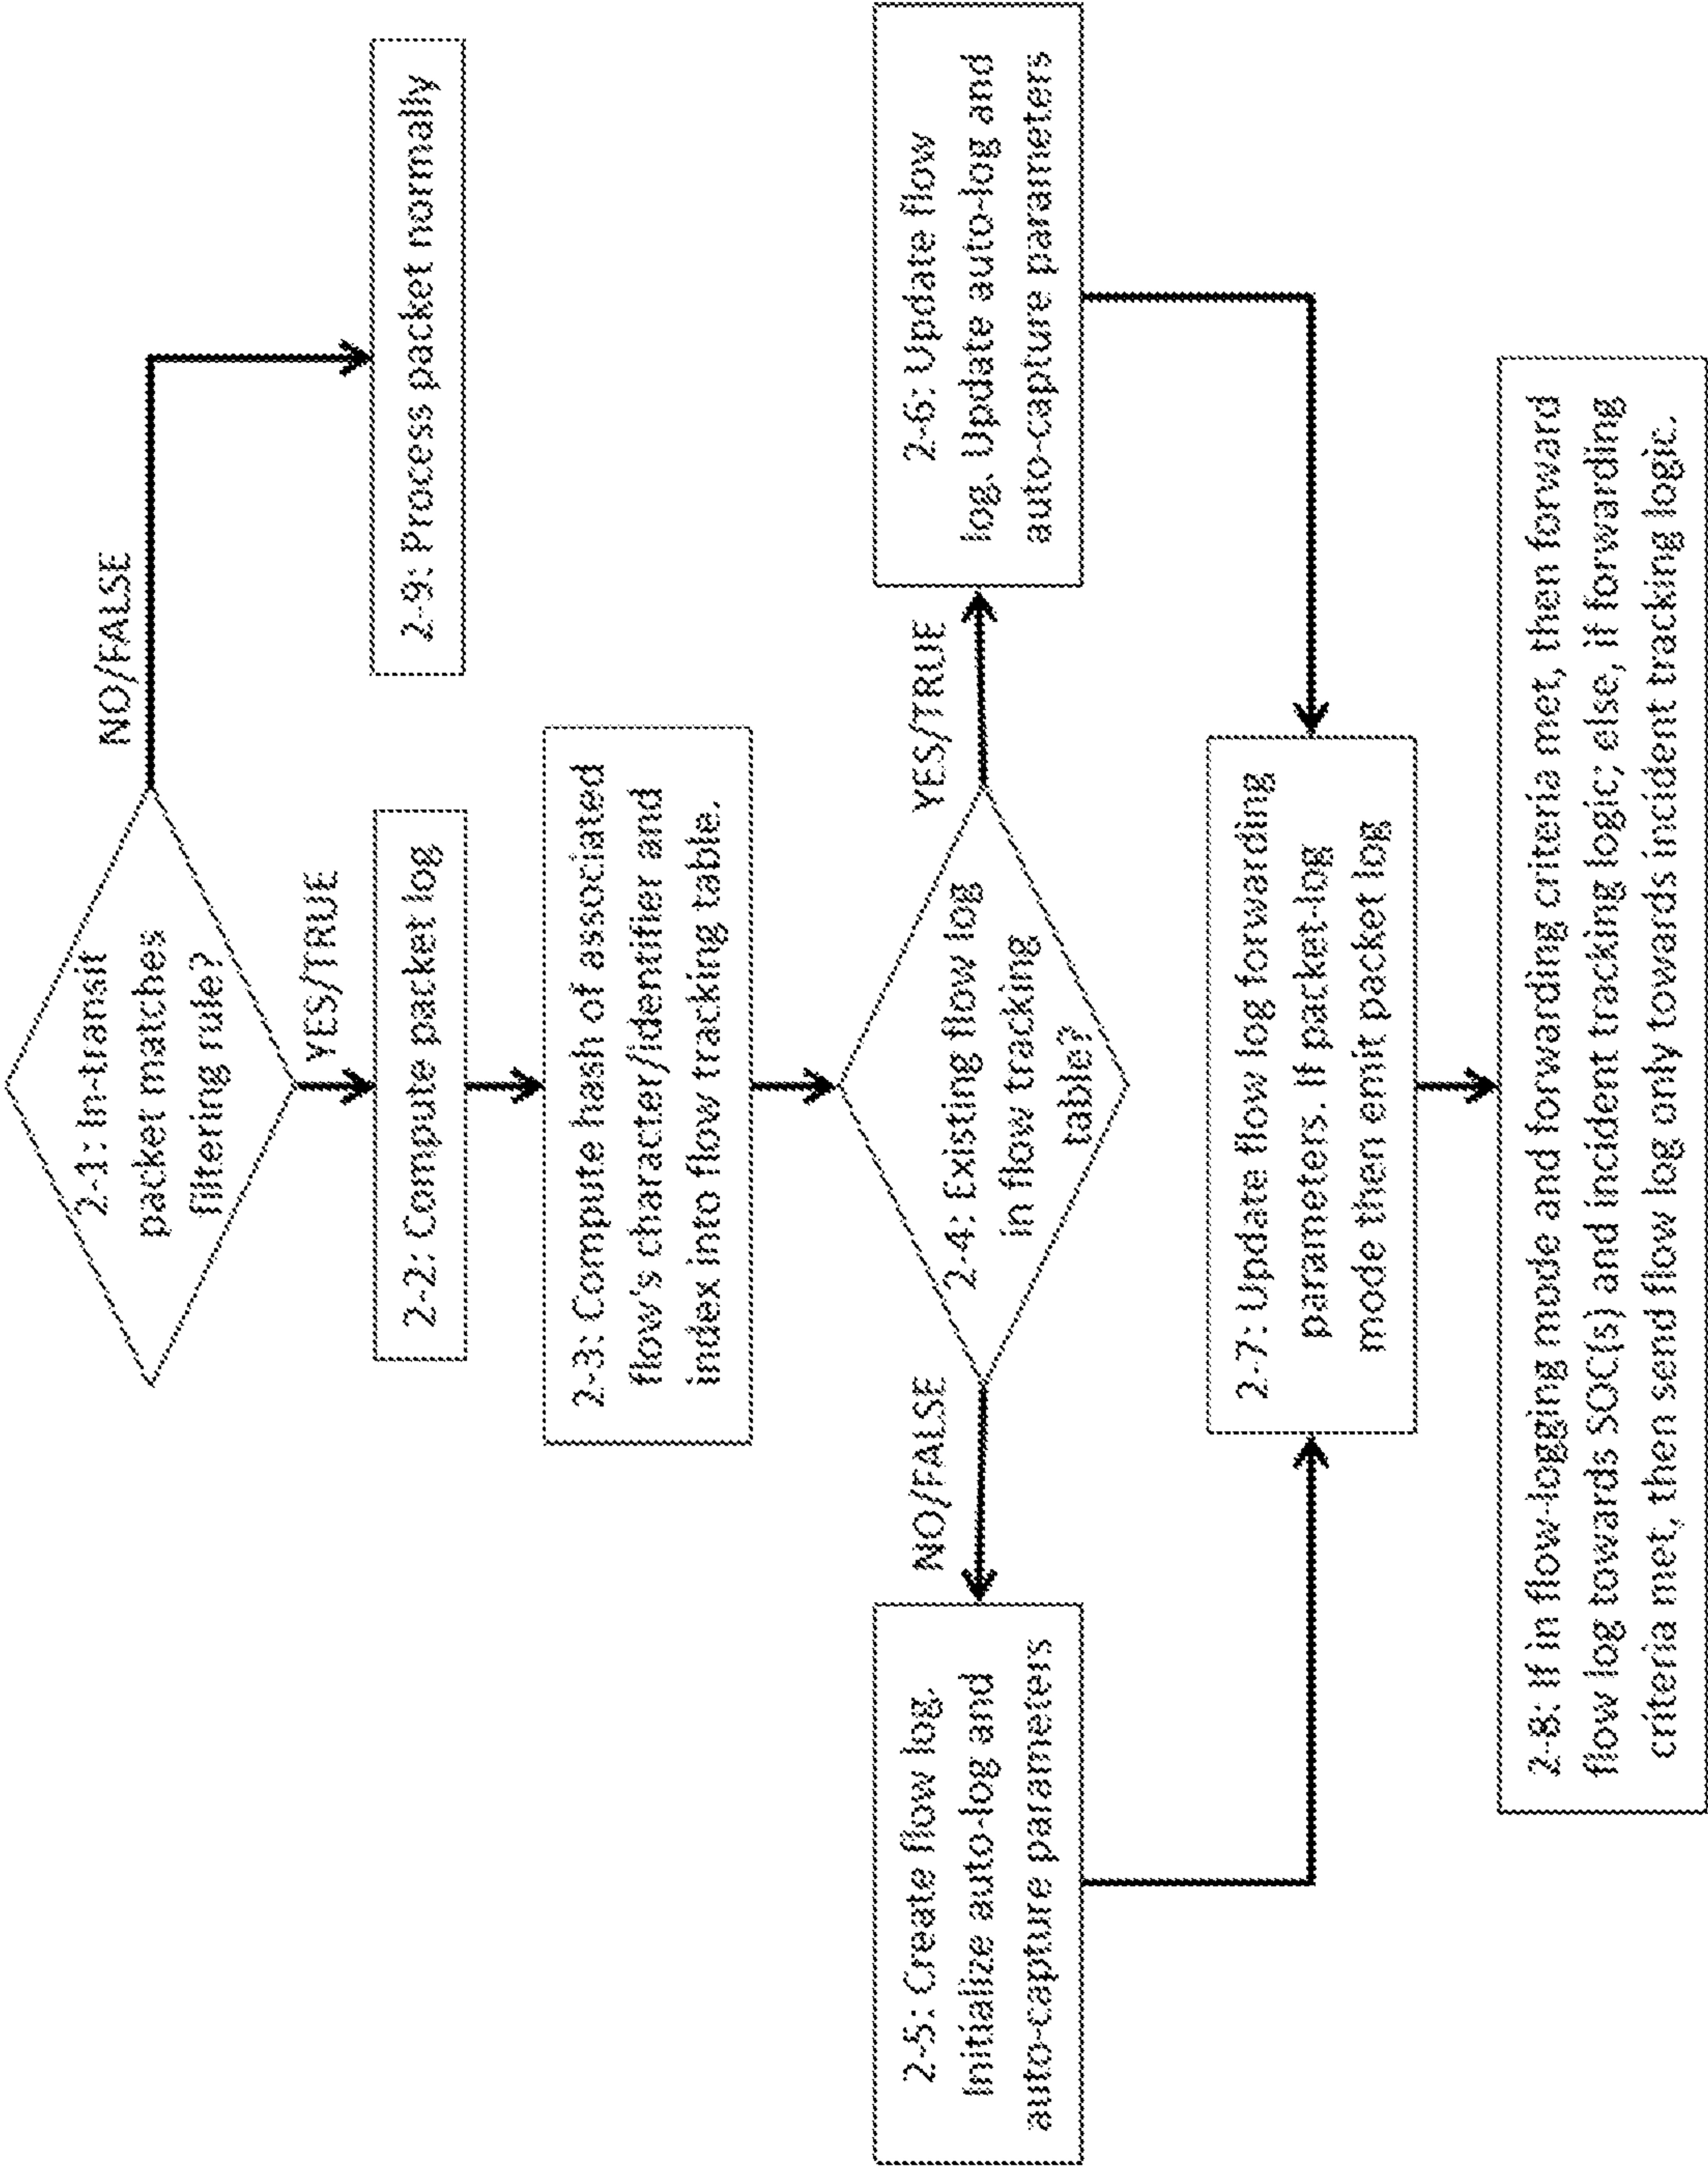 2-1: In-transit
packet matches
filtering rule?
NO/FALSE
YES/TRUE
2-9: Process packet normally
2-2: Compute packet log
2-3: Compute hash of associated
flow's character/identifier and
index into flow tracking table.
2-4: Existing flow log
in flow tracking
table?
NO/FALSE
YES/TRUE
2-5: Create flow log.
Initialize auto-log and
auto-capture parameters
2-6: Update flow
log. Update auto-log and
auto-capture parameters
2-7: Update flow log forwarding
parameters. If packet-log
mode then emit packet log
2-8: If in flow-logging mode and forwarding criteria met, then forward
flow log towards SOC(s) and incident tracking logic; else, if forwarding
criteria met, then send flow log only towards incident tracking logic.